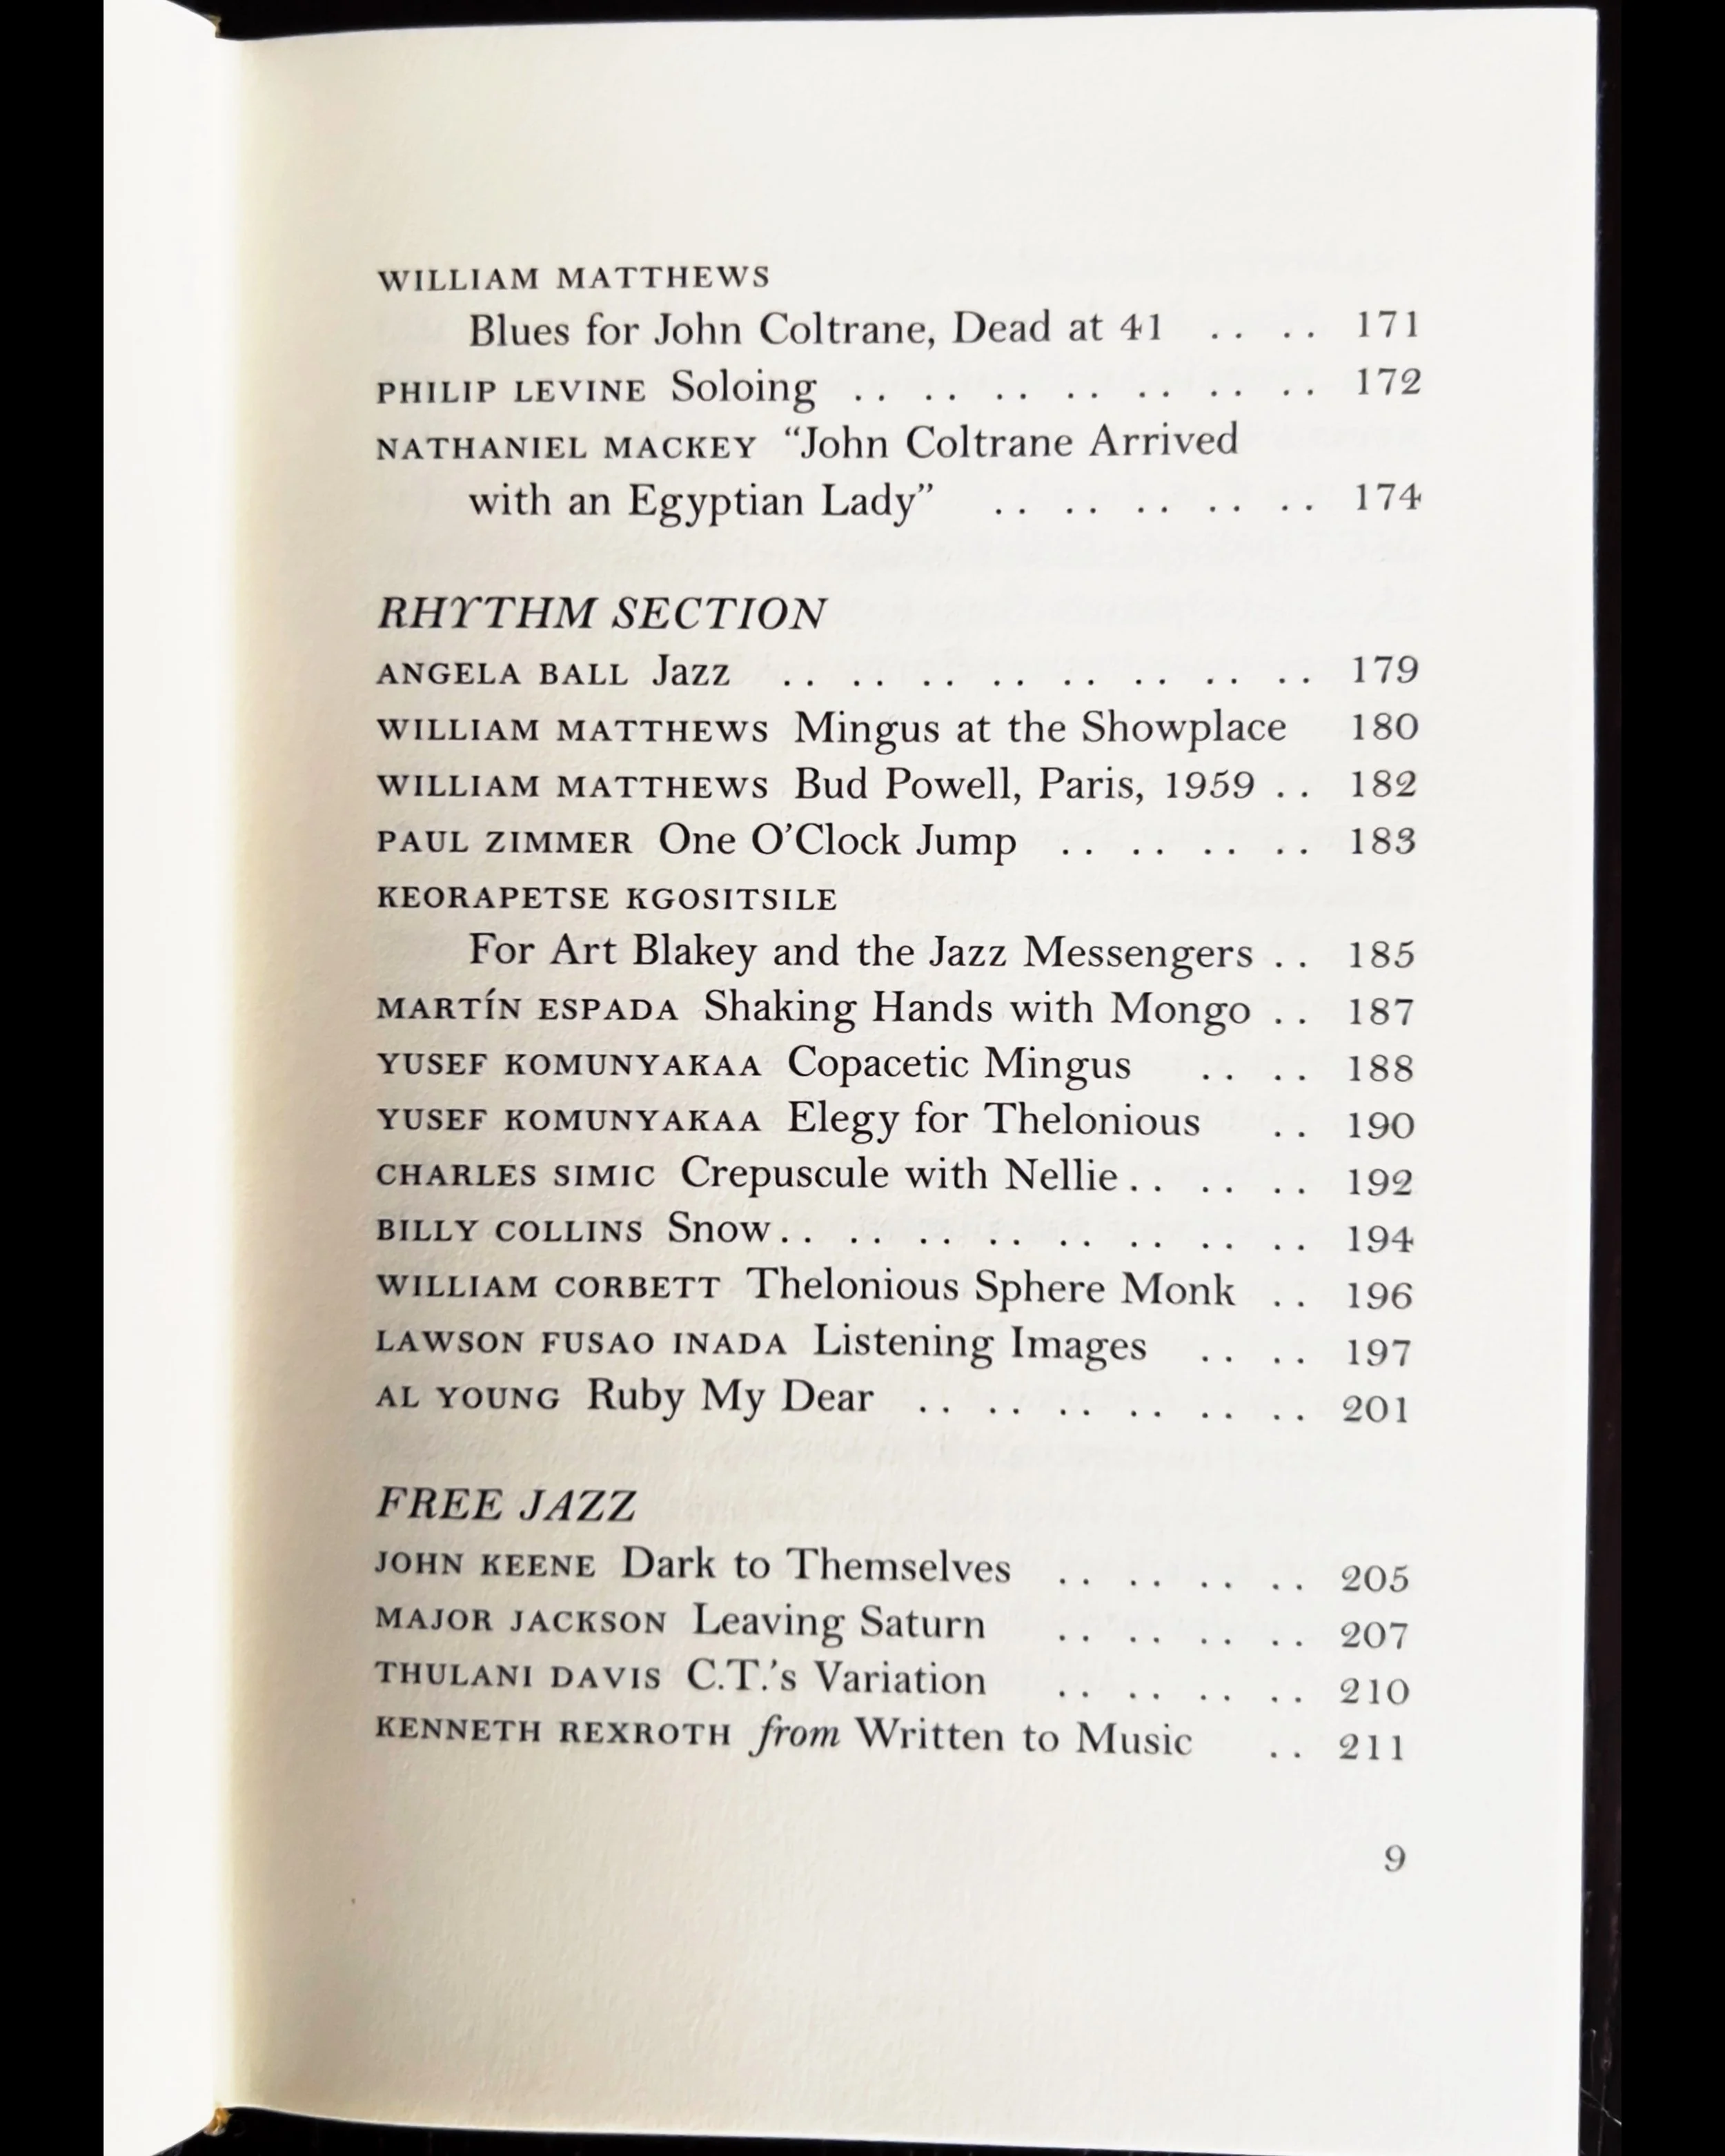 WILLIAM MATTHEWS
Blues for John Coltrane, Dead at 41 .. .. 171
PHILIP LEVINE Soloing .. .. .. .. .. .. .. 172
NATHANIEL MACKEY “John Coltrane Arrived
with an Egyptian Lady” .. .. .. .. .. 174
RHYTHM SECTION
ANGELA BALL Jazz .. .. .. .. .. .. .. .. 179
WILLIAM MATTHEWS Mingus at the Showplace 180
WILLIAM MATTHEWS Bud Powell, Paris, 1959 .. 182
PAUL ZIMMER One O’Clock Jump .. .. .. .. 183
KEORAPETSE KGOSITSILE
For Art Blakey and the Jazz Messengers .. 185
MARTÍN ESPADA Shaking Hands with Mongo .. 187
YUSEF KOMUNYAKAA Copacetic Mingus .. .. 188
YUSEF KOMUNYAKAA Elegy for Thelonious .. 190
CHARLES SIMIC Crepuscule with Nellie .. .. .. 192
BILLY COLLINS Snow .. .. .. .. .. .. .. .. 194
WILLIAM CORBETT Thelonious Sphere Monk .. 196
LAWSON FUSAO INADA Listening Images .. .. 197
AL YOUNG Ruby My Dear .. .. .. .. .. .. 201
FREE JAZZ
JOHN KEENE Dark to Themselves .. .. .. .. 205
MAJOR JACKSON Leaving Saturn .. .. .. .. 207
THULANI DAVIS C.T.’s Variation .. .. .. .. 210
KENNETH REXROTH from Written to Music .. 211
9